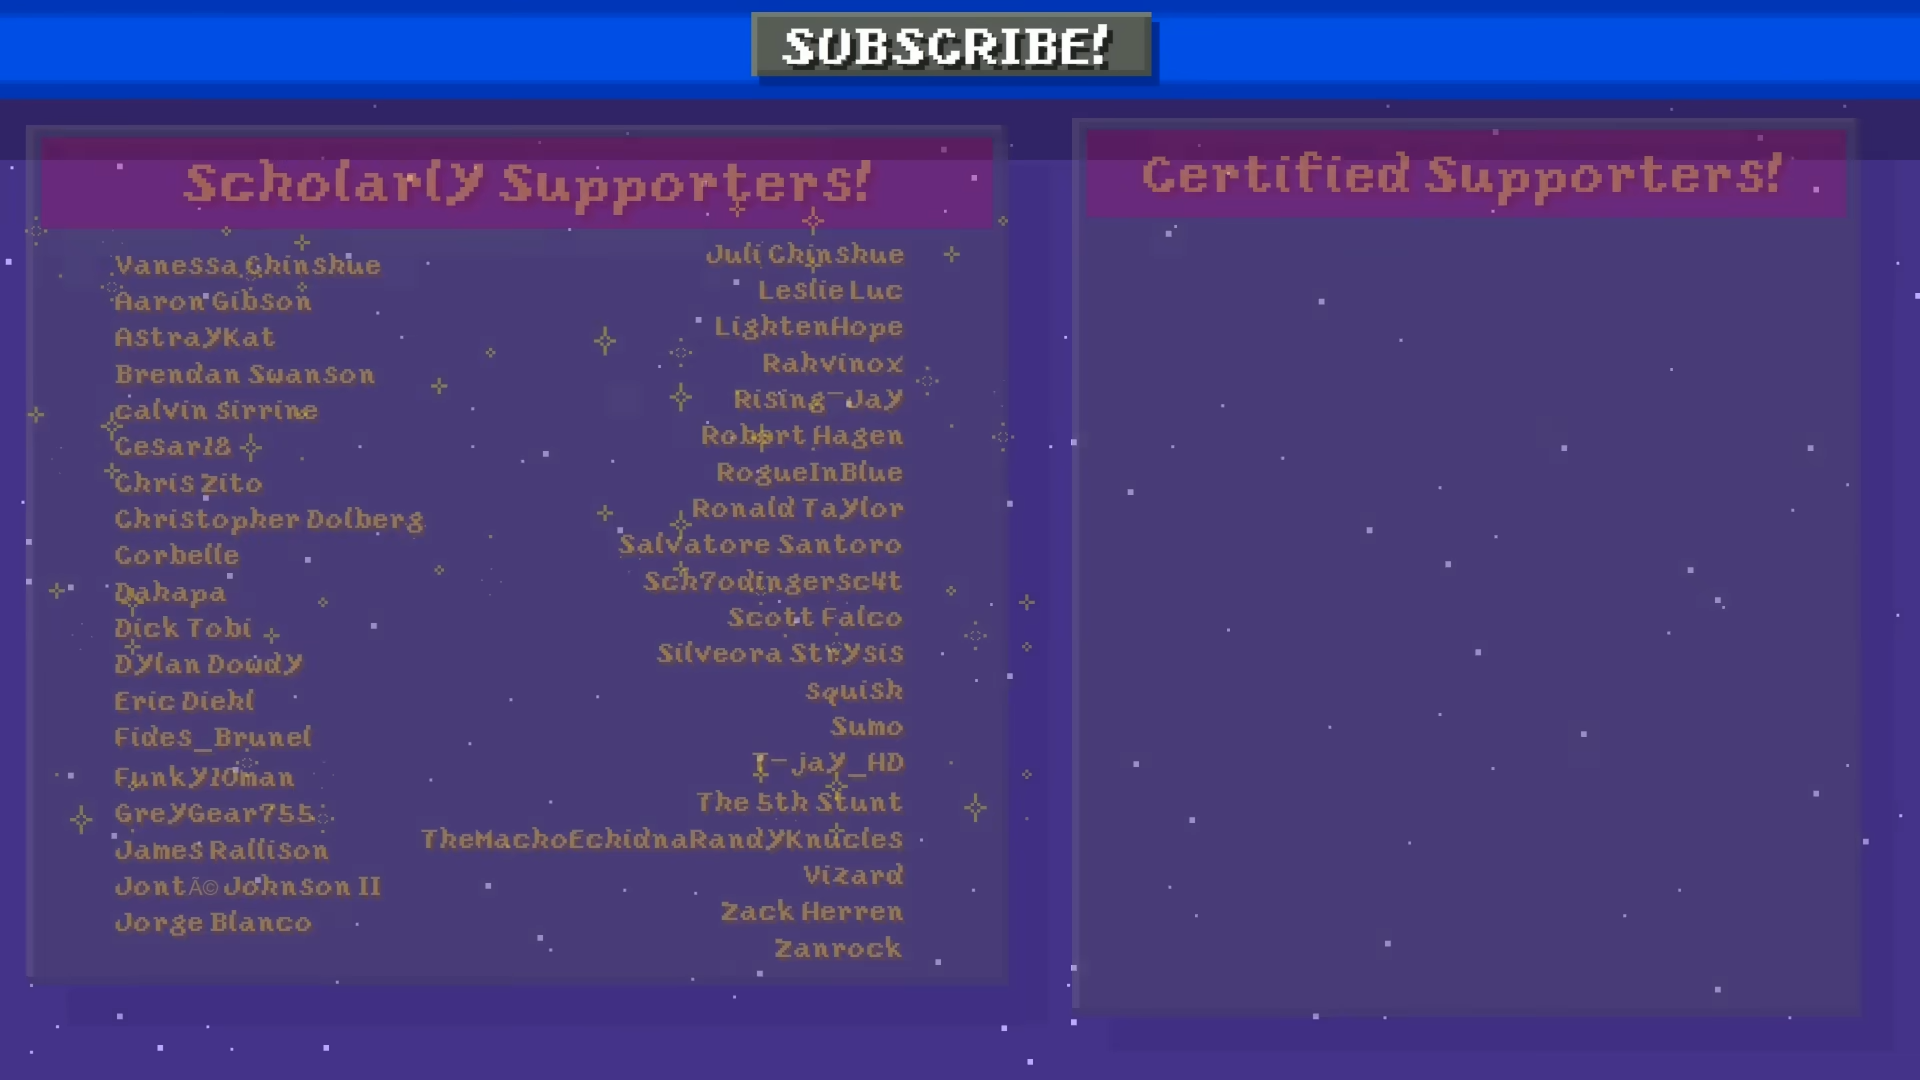 SUBSCRIBE!
Scholarly Supporters!
Vanessa Chinshue
Aaron Gibson
AstrayKat
Brendan Swanson
calvin sirrine
Cesar18
Chris Zito
Christopher Dolberg
Corbelle
Dakapa
Dick Tobi
Dylan Dowdy
Eric Diehl
Fides_Brunel
Funky10man
GreyGear755
James Rallison
JontÃ© Johnson II
Jorge Blanco
Juli Chinshue
Leslie Luc
LightenHope
Rahvinox
Rising-Jay
Robert Hagen
RogueInBlue
Ronald Taylor
Salvatore Santoro
Sch7odingersc4t
Scott Falco
Silveora Strysis
squish
Sumo
T-jay_HD
The 5th Stunt
TheMachoEchidnaRandyKnucles
Vizard
Zack Herren
Zanrock
Certified Supporters!